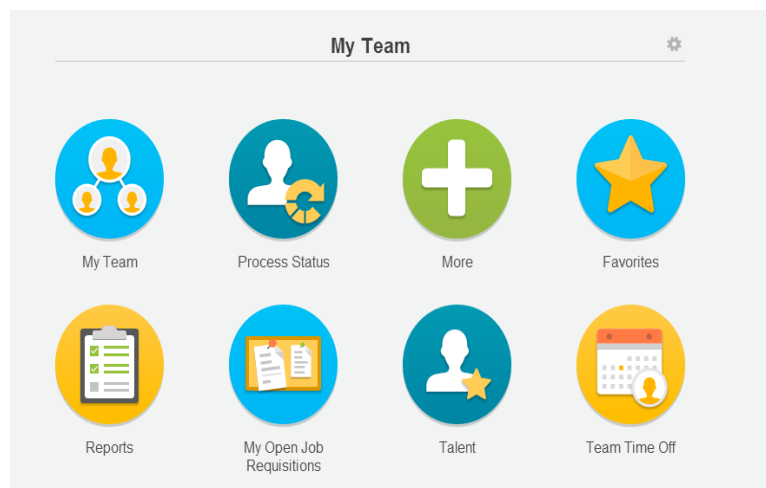 My Team
My Team
Process Status
More
Favorites
Reports
My Open Job
Requisitions
Talent
Team Time Off